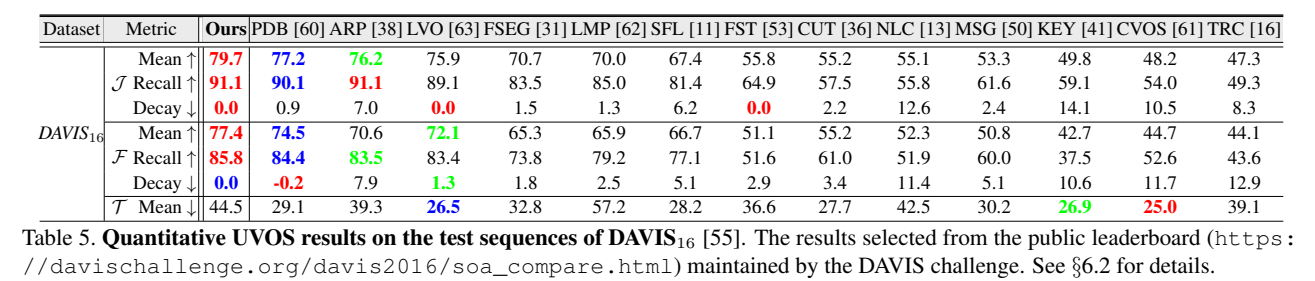 Dataset Metric Ours PDB [60] ARP [38] LVO [63] FSEG [31] LMP [62] SFL [11] FST [53] CUT [36] NLC [13] MSG [50] KEY [41] CVOS [61] TRC [16]
Mean ↑ 79.7 77.2 76.2 75.9 70.7 70.0 67.4 55.8 55.2 55.1 53.3 49.8 48.2 47.3
𝒥 Recall ↑ 91.1 90.1 91.1 89.1 83.5 85.0 81.4 64.9 57.5 55.8 61.6 59.1 54.0 49.3
Decay ↓ 0.0 0.9 7.0 0.0 1.5 1.3 6.2 0.0 2.2 12.6 2.4 14.1 10.5 8.3
DAVIS₁₆ Mean ↑ 77.4 74.5 70.6 72.1 65.3 65.9 66.7 51.1 55.2 52.3 50.8 42.7 44.7 44.1
ℱ Recall ↑ 85.8 84.4 83.5 83.4 73.8 79.2 77.1 51.6 61.0 51.9 60.0 37.5 52.6 43.6
Decay ↓ 0.0 -0.2 7.9 1.3 1.8 2.5 5.1 2.9 3.4 11.4 5.1 10.6 11.7 12.9
𝒯 Mean ↓ 44.5 29.1 39.3 26.5 32.8 57.2 28.2 36.6 27.7 42.5 30.2 26.9 25.0 39.1
Table 5. Quantitative UVOS results on the test sequences of DAVIS₁₆ [55]. The results selected from the public leaderboard (https:
//davischallenge.org/davis2016/soa_compare.html) maintained by the DAVIS challenge. See §6.2 for details.